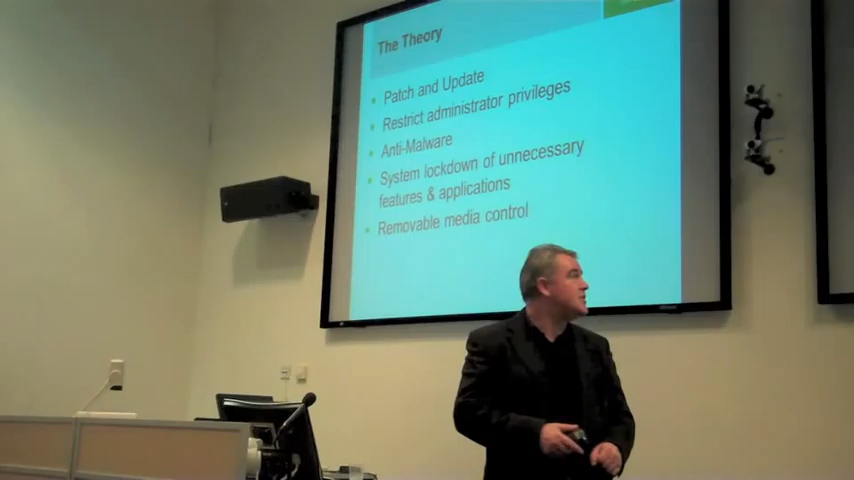 The Theory
Patch and Update
Restrict administrator privileges
Anti-Malware
System lockdown of unnecessary
features & applications
Removable media control